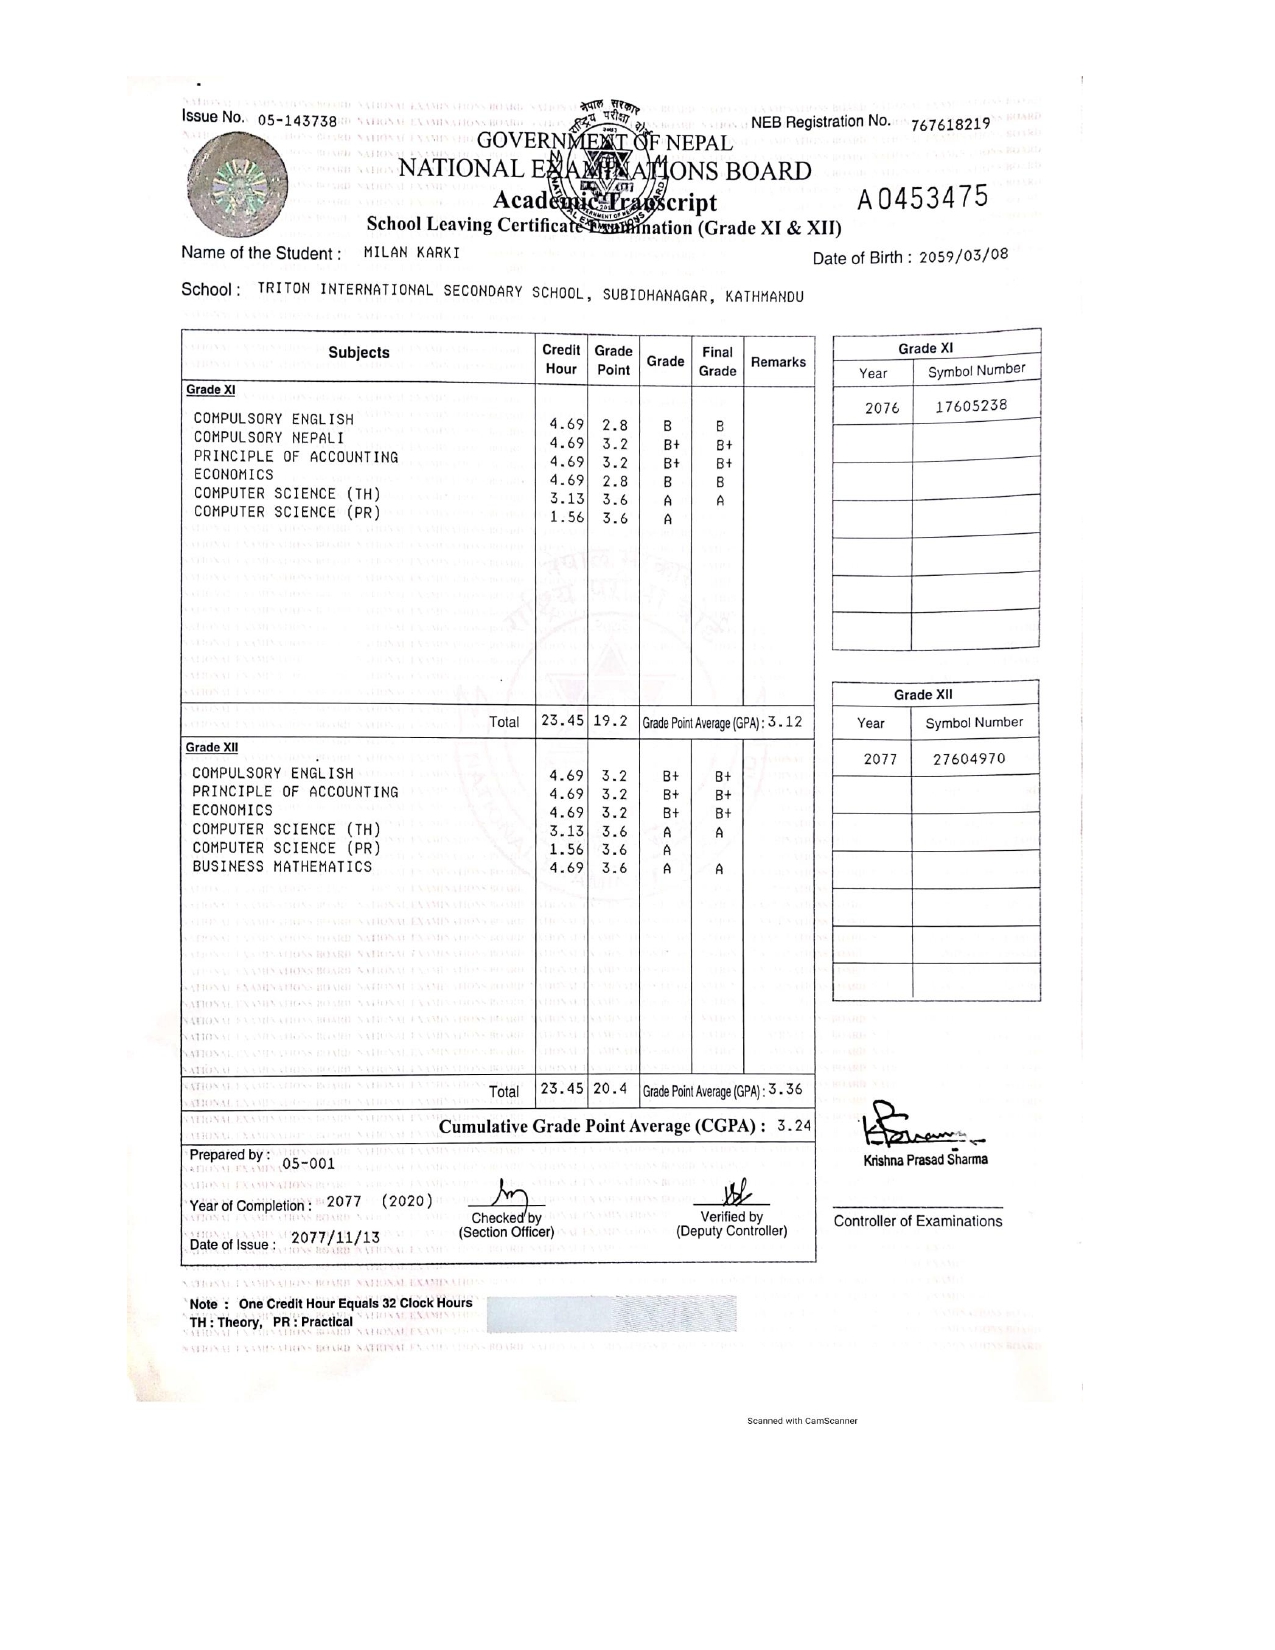 Issue No. 05-143738
नेपाल सरकार
राष्ट्रिय परीक्षा बोर्ड
NEB Registration No. 767618219
GOVERNMENT OF NEPAL
NATIONAL EXAMINATIONS BOARD
Academic Transcript
A0453475
School Leaving Certificate Examination (Grade XI & XII)
Name of the Student : MILAN KARKI
Date of Birth : 2059/03/08
School : TRITON INTERNATIONAL SECONDARY SCHOOL, SUBIDHANAGAR, KATHMANDU
Subjects Credit Hour Grade Point Grade Final Grade Remarks
Grade XI
COMPULSORY ENGLISH 4.69 2.8 B B
COMPULSORY NEPALI 4.69 3.2 B+ B+
PRINCIPLE OF ACCOUNTING 4.69 3.2 B+ B+
ECONOMICS 4.69 2.8 B B
COMPUTER SCIENCE (TH) 3.13 3.6 A A
COMPUTER SCIENCE (PR) 1.56 3.6 A
Total 23.45 19.2 Grade Point Average (GPA) : 3.12
Grade XII
COMPULSORY ENGLISH 4.69 3.2 B+ B+
PRINCIPLE OF ACCOUNTING 4.69 3.2 B+ B+
ECONOMICS 4.69 3.2 B+ B+
COMPUTER SCIENCE (TH) 3.13 3.6 A A
COMPUTER SCIENCE (PR) 1.56 3.6 A
BUSINESS MATHEMATICS 4.69 3.6 A A
Total 23.45 20.4 Grade Point Average (GPA) : 3.36
Cumulative Grade Point Average (CGPA) : 3.24
Grade XI
Year Symbol Number
2076 17605238
Grade XII
Year Symbol Number
2077 27604970
Prepared by : 05-001
Year of Completion : 2077 (2020)
Date of Issue : 2077/11/13
Checked by
(Section Officer)
Verified by
(Deputy Controller)
Krishna Prasad Sharma
Controller of Examinations
Note : One Credit Hour Equals 32 Clock Hours
TH : Theory, PR : Practical
Scanned with CamScanner